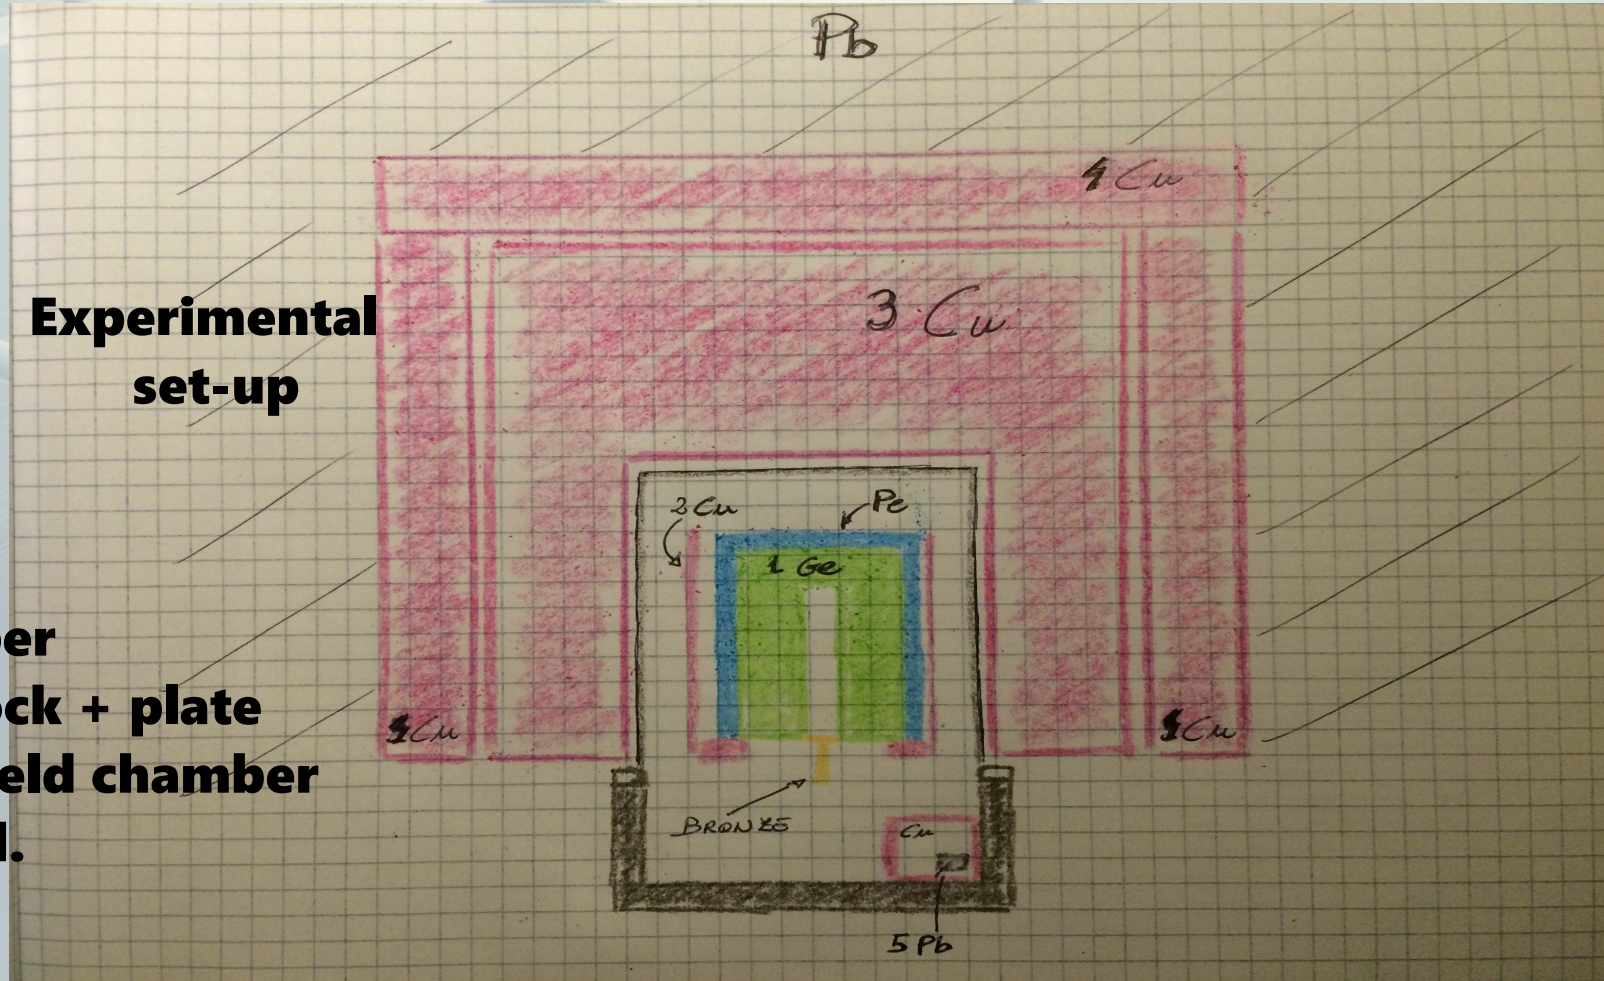 Pb
4 Cu
Experimental
set-up
3 Cu
2 Cu
Pe
1 Ge
er
ck + plate
4 Cu
4 Cu
eld chamber
BRONZE
Cu
5 Pb